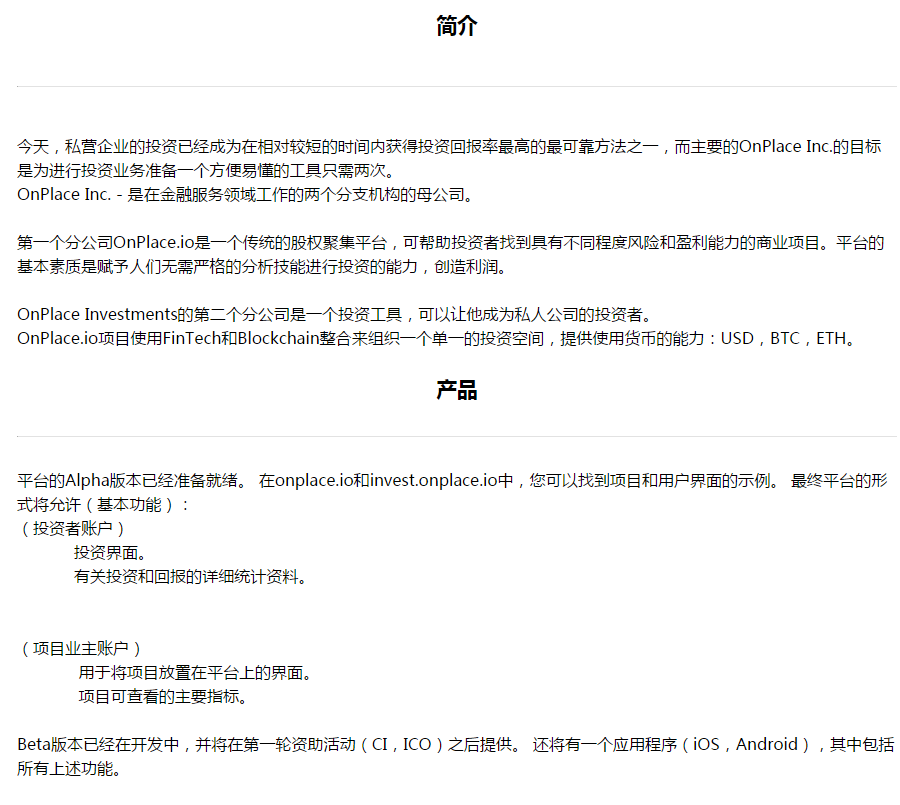 简介
今天，私营企业的投资已经成为在相对较短的时间内获得投资回报率最高的最可靠方法之一，而主要的OnPlace Inc.的目标
是为进行投资业务准备一个方便易懂的工具只需两次。
OnPlace Inc. - 是在金融服务领域工作的两个分支机构的母公司。
第一个分公司OnPlace.io是一个传统的股权聚集平台，可帮助投资者找到具有不同程度风险和盈利能力的商业项目。平台的
基本素质是赋予人们无需严格的分析技能进行投资的能力，创造利润。
OnPlace Investments的第二个分公司是一个投资工具，可以让他成为私人公司的投资者。
OnPlace.io项目使用FinTech和Blockchain整合来组织一个单一的投资空间，提供使用货币的能力：USD，BTC，ETH。
产品
平台的Alpha版本已经准备就绪。 在onplace.io和invest.onplace.io中，您可以找到项目和用户界面的示例。 最终平台的形
式将允许（基本功能）：
（投资者账户）
投资界面。
有关投资和回报的详细统计资料。
（项目业主账户）
用于将项目放置在平台上的界面。
项目可查看的主要指标。
Beta版本已经在开发中，并将在第一轮资助活动（CI，ICO）之后提供。 还将有一个应用程序（iOS，Android），其中包括
所有上述功能。